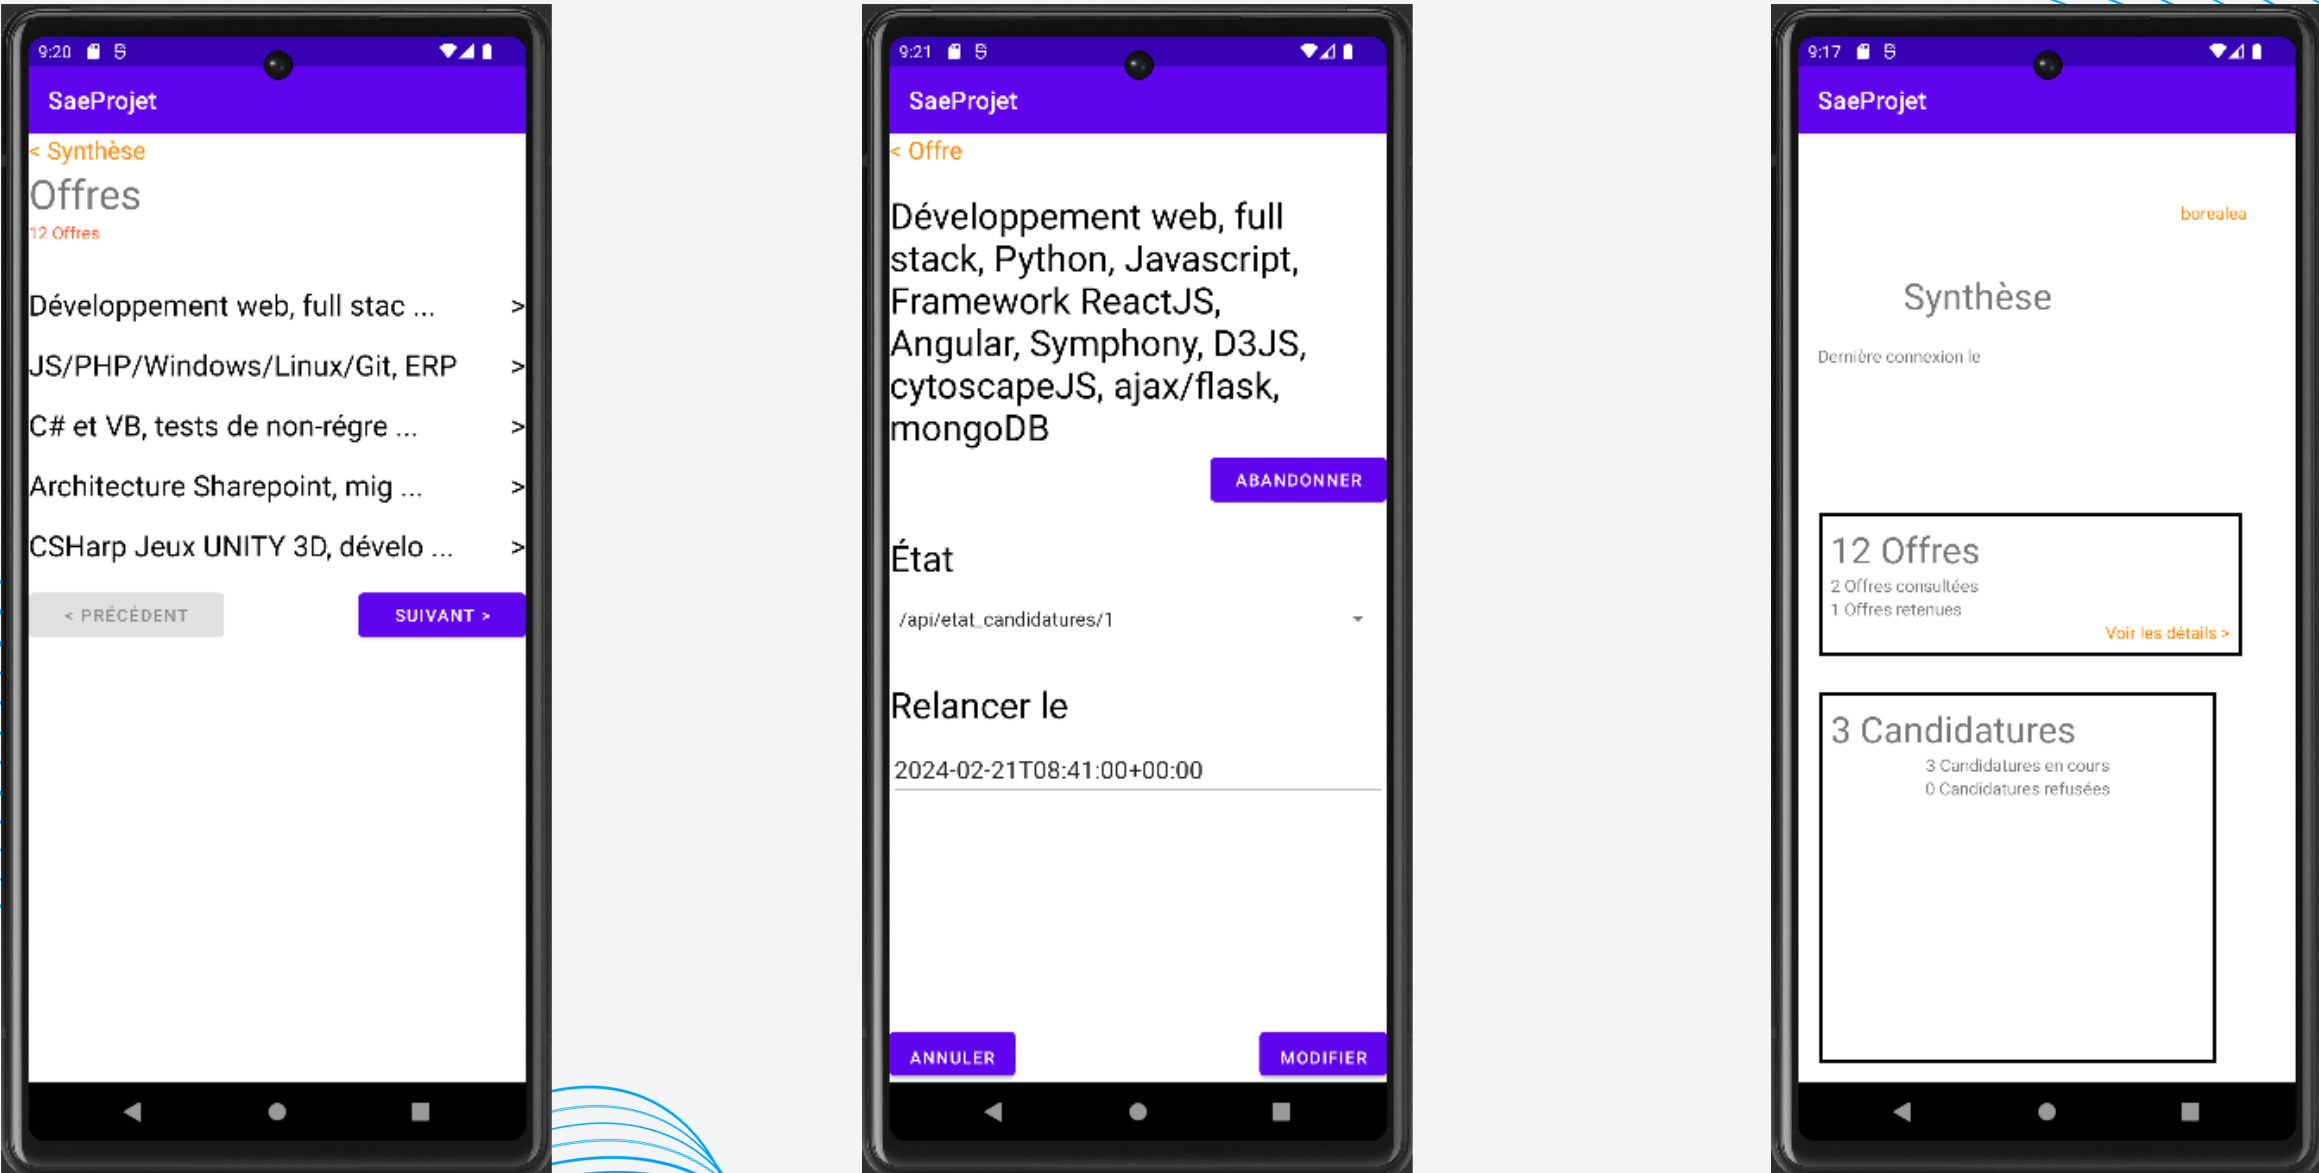 9:20
SaeProjet
< Synthèse
Offres
12 Offres
Développement web, full stac ... >
JS/PHP/Windows/Linux/Git, ERP >
C# et VB, tests de non-régre ... >
Architecture Sharepoint, mig ... >
CSHarp Jeux UNITY 3D, dévelo ... >
< PRÉCÉDENT
SUIVANT >
9:21
SaeProjet
< Offre
Développement web, full
stack, Python, Javascript,
Framework ReactJS,
Angular, Symphony, D3JS,
cytoscapeJS, ajax/flask,
mongoDB
ABANDONNER
État
/api/etat_candidatures/1
Relancer le
2024-02-21T08:41:00+00:00
ANNULER
MODIFIER
9:17
SaeProjet
borealea
Synthèse
Dernière connexion le
12 Offres
2 Offres consultées
1 Offres retenues
Voir les détails >
3 Candidatures
3 Candidatures en cours
0 Candidatures refusées